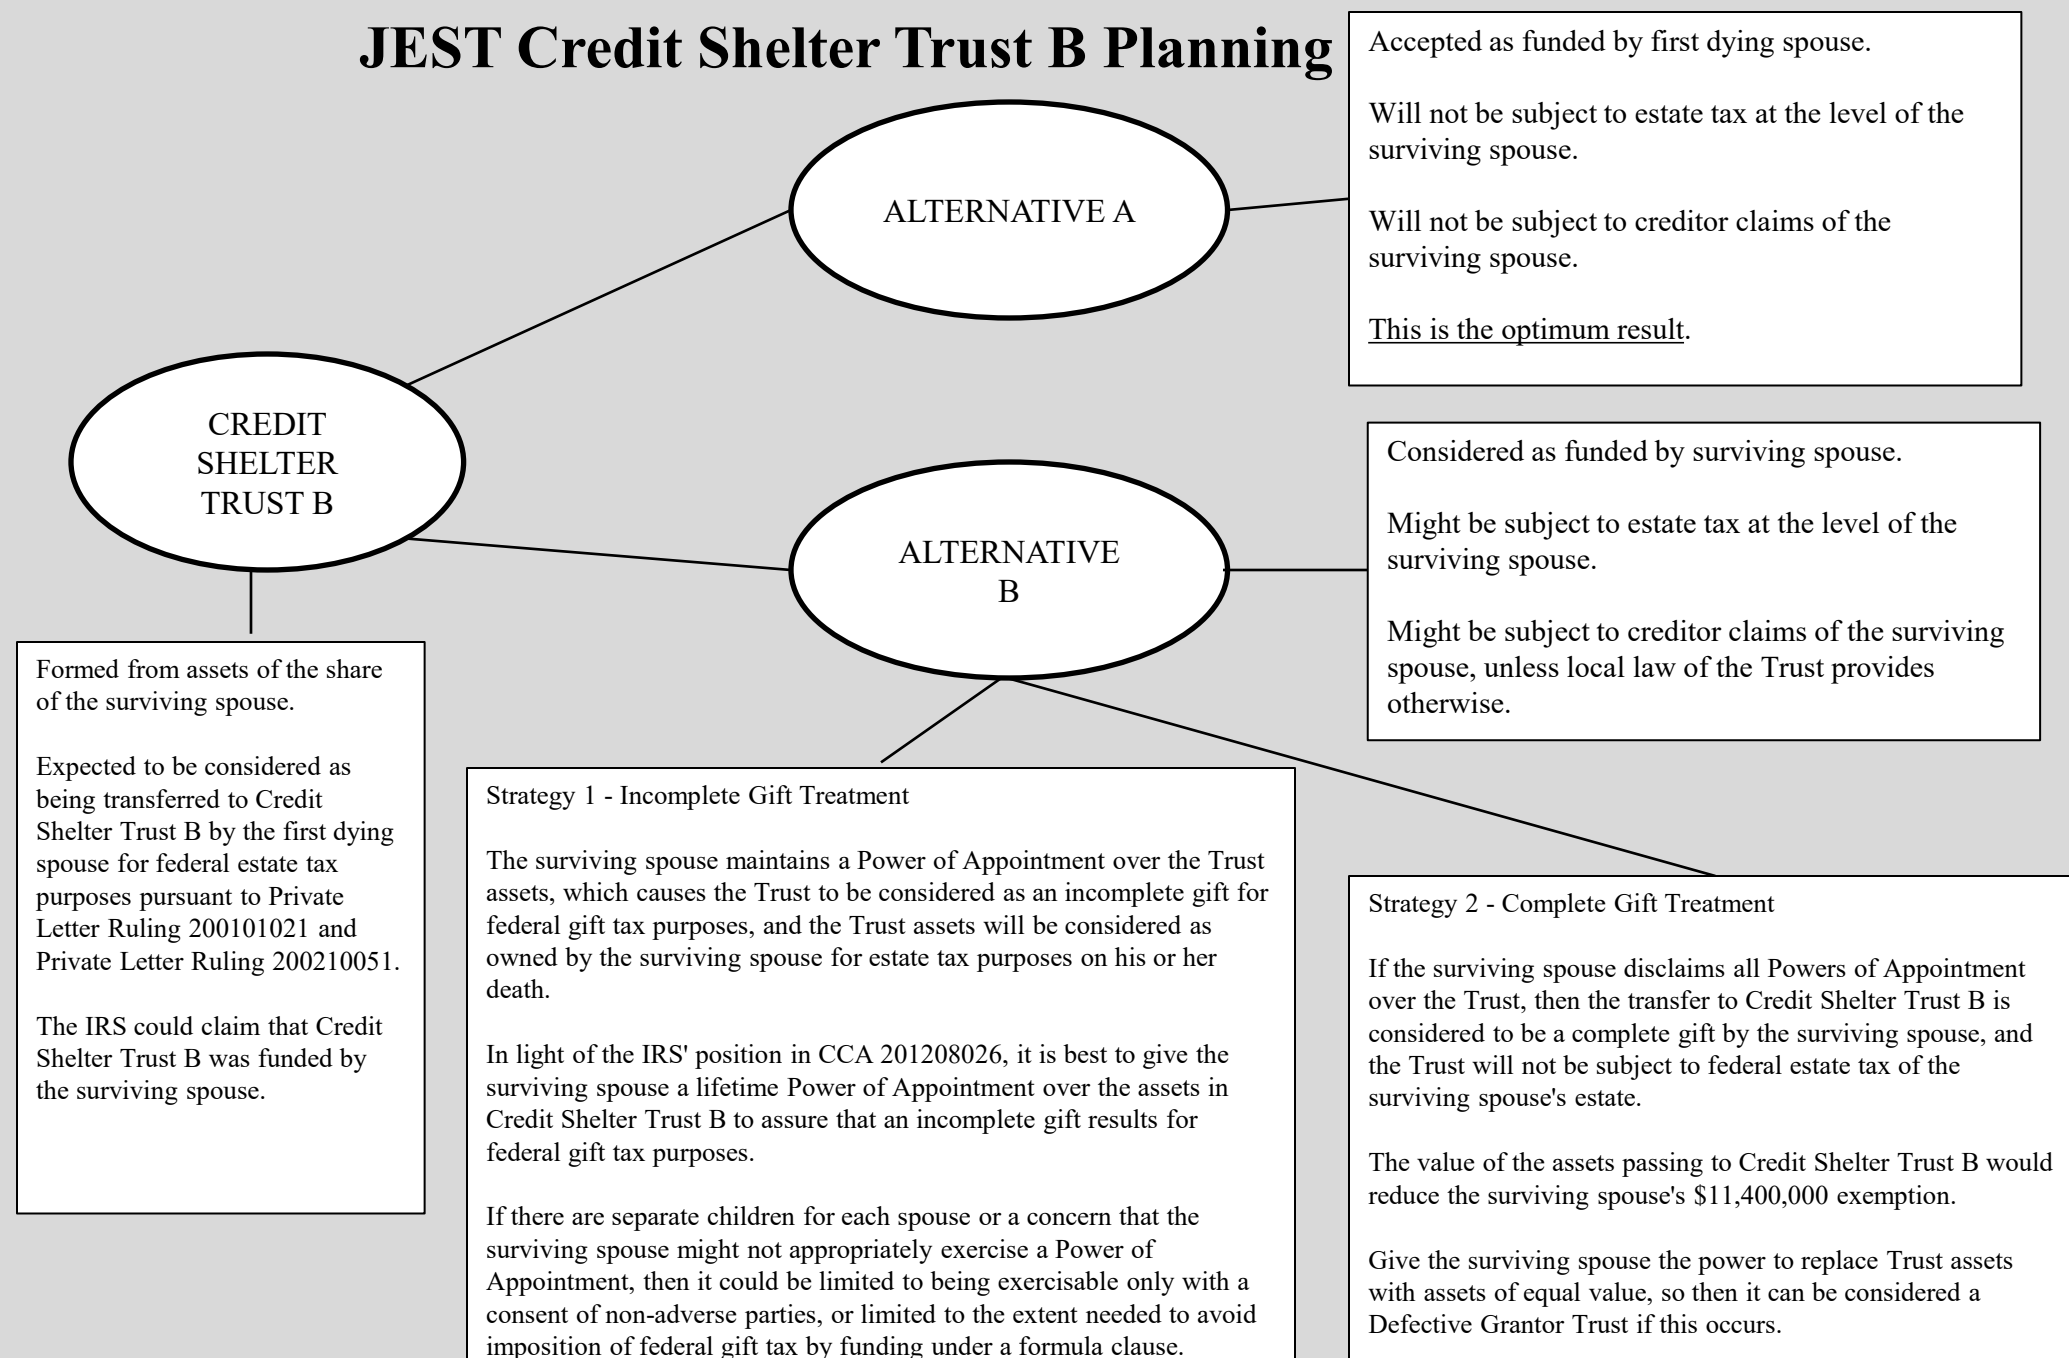 JEST Credit Shelter Trust B Planning
Accepted as funded by first dying spouse.
Will not be subject to estate tax at the level of the
surviving spouse.
Will not be subject to creditor claims of the
surviving spouse.
This is the optimum result.
ALTERNATIVE A
CREDIT
SHELTER
TRUST B
ALTERNATIVE
B
Considered as funded by surviving spouse.
Might be subject to estate tax at the level of the
surviving spouse.
Might be subject to creditor claims of the surviving
spouse, unless local law of the Trust provides
otherwise.
Formed from assets of the share
of the surviving spouse.
Expected to be considered as
being transferred to Credit
Shelter Trust B by the first dying
spouse for federal estate tax
purposes pursuant to Private
Letter Ruling 200101021 and
Private Letter Ruling 200210051.
The IRS could claim that Credit
Shelter Trust B was funded by
the surviving spouse.
Strategy 1 - Incomplete Gift Treatment
The surviving spouse maintains a Power of Appointment over the Trust
assets, which causes the Trust to be considered as an incomplete gift for
federal gift tax purposes, and the Trust assets will be considered as
owned by the surviving spouse for estate tax purposes on his or her
death.
In light of the IRS' position in CCA 201208026, it is best to give the
surviving spouse a lifetime Power of Appointment over the assets in
Credit Shelter Trust B to assure that an incomplete gift results for
federal gift tax purposes.
If there are separate children for each spouse or a concern that the
surviving spouse might not appropriately exercise a Power of
Appointment, then it could be limited to being exercisable only with a
consent of non-adverse parties, or limited to the extent needed to avoid
imposition of federal gift tax by funding under a formula clause.
Strategy 2 - Complete Gift Treatment
If the surviving spouse disclaims all Powers of Appointment
over the Trust, then the transfer to Credit Shelter Trust B is
considered to be a complete gift by the surviving spouse, and
the Trust will not be subject to federal estate tax of the
surviving spouse's estate.
The value of the assets passing to Credit Shelter Trust B would
reduce the surviving spouse's $11,400,000 exemption.
Give the surviving spouse the power to replace Trust assets
with assets of equal value, so then it can be considered a
Defective Grantor Trust if this occurs.